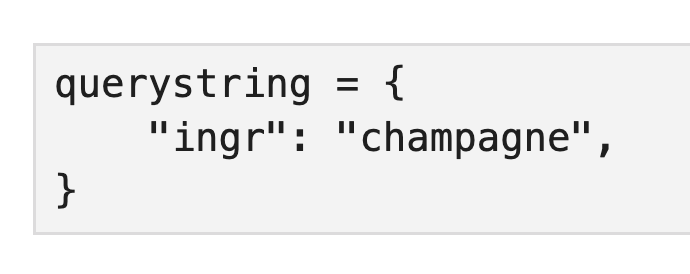 querystring = {
    "ingr": "champagne",
}